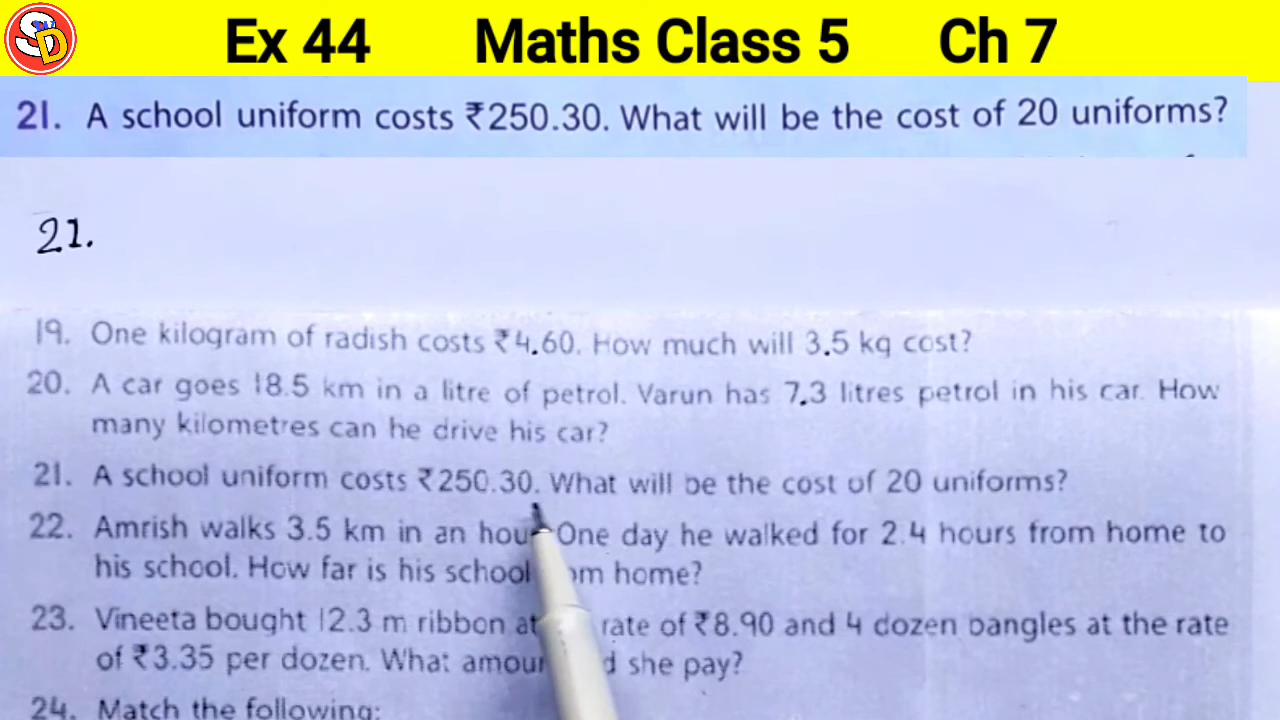 SD
Ex 44 Maths Class 5 Ch 7
21. A school uniform costs ₹250.30. What will be the cost of 20 uniforms?
21.
19. One kilogram of radish costs ₹4.60. How much will 3.5 kg cost?
20. A car goes 18.5 km in a litre of petrol. Varun has 7.3 litres petrol in his car. How
many kilometres can he drive his car?
21. A school uniform costs ₹250.30. What will be the cost of 20 uniforms?
22. Amrish walks 3.5 km in an hou One day he walked for 2.4 hours from home to
his school. How far is his school om home?
23. Vineeta bought 12.3 m ribbon at rate of ₹8.90 and 4 dozen bangles at the rate
of ₹3.35 per dozen. What amou d she pay?
24. Match the following: